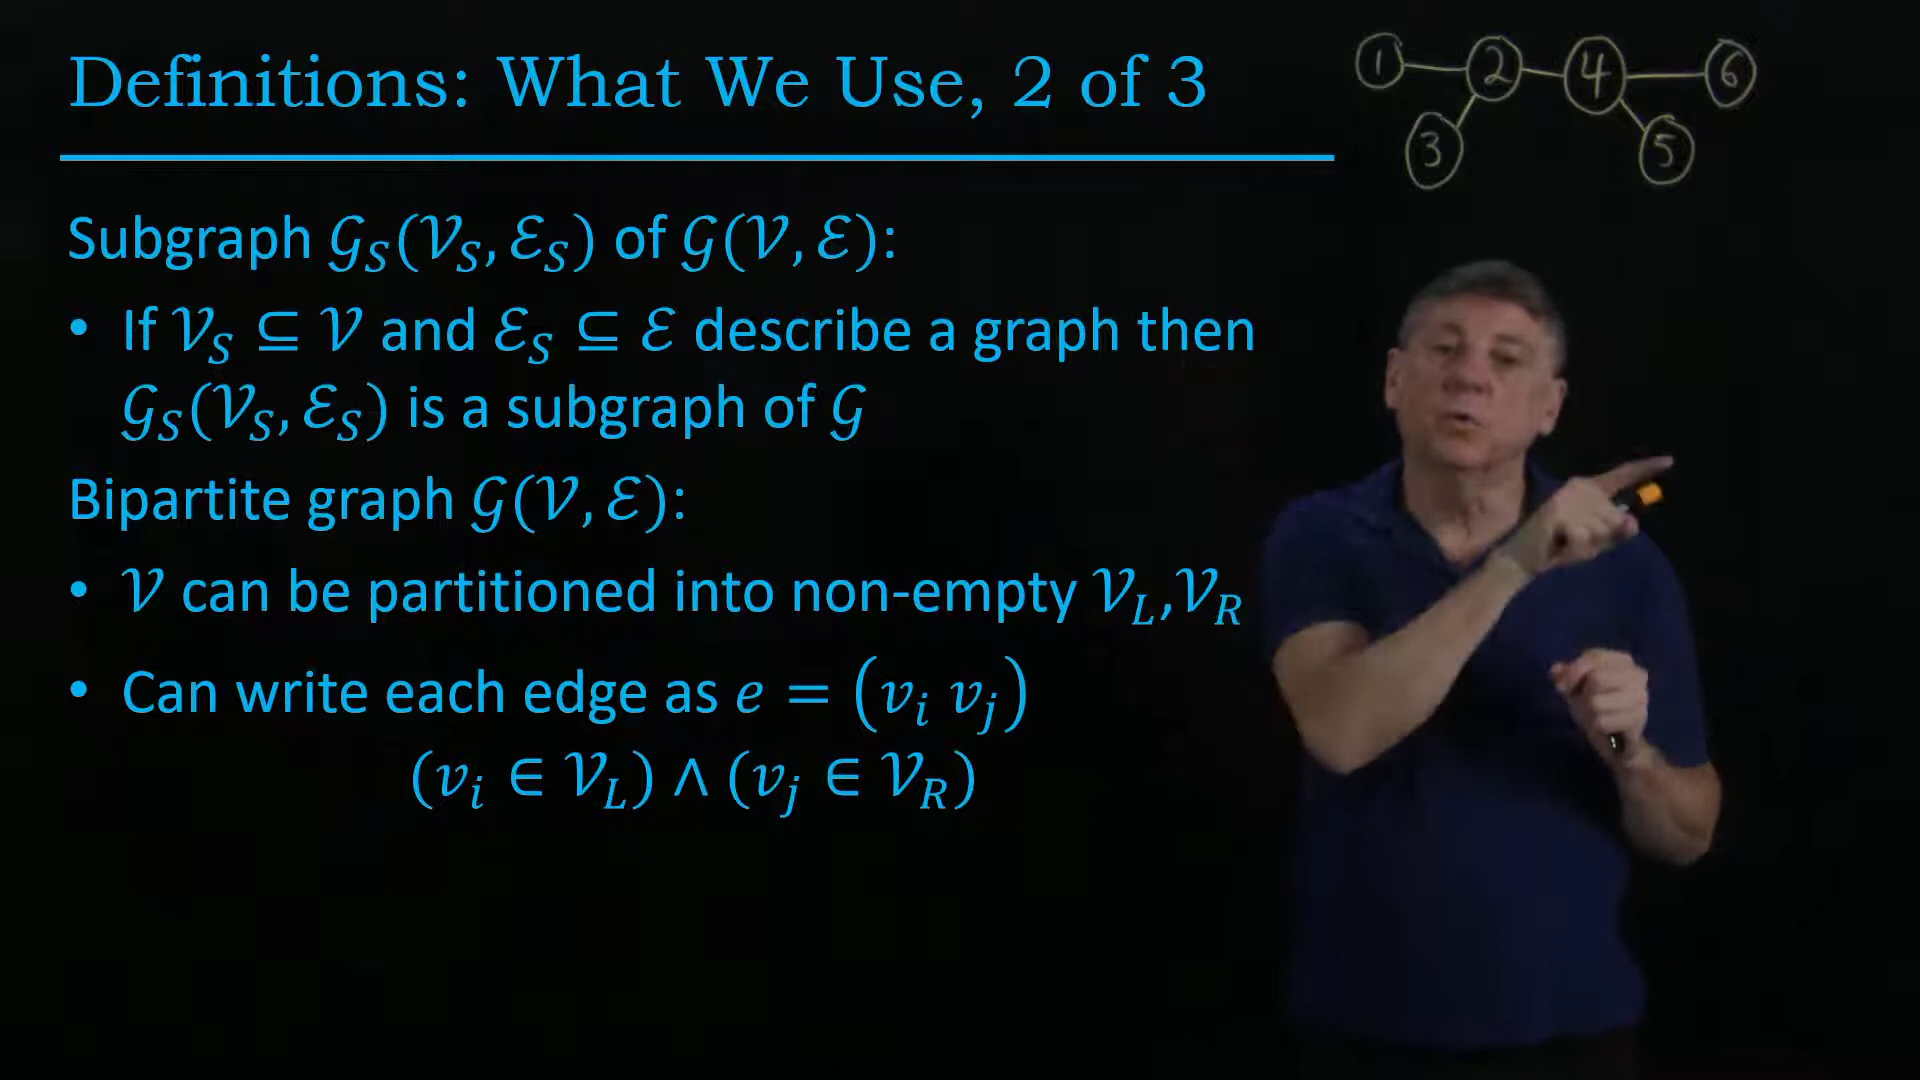 Definitions: What We Use, 2 of 3
1 2 4 6
3 5
Subgraph 𝒢_S(𝒱_S, ℰ_S) of 𝒢(𝒱, ℰ):
• If 𝒱_S ⊆ 𝒱 and ℰ_S ⊆ ℰ describe a graph then
𝒢_S(𝒱_S, ℰ_S) is a subgraph of 𝒢
Bipartite graph 𝒢(𝒱, ℰ):
• 𝒱 can be partitioned into non-empty 𝒱_L,𝒱_R
• Can write each edge as e = (v_i v_j)
(v_i ∈ 𝒱_L) ∧ (v_j ∈ 𝒱_R)